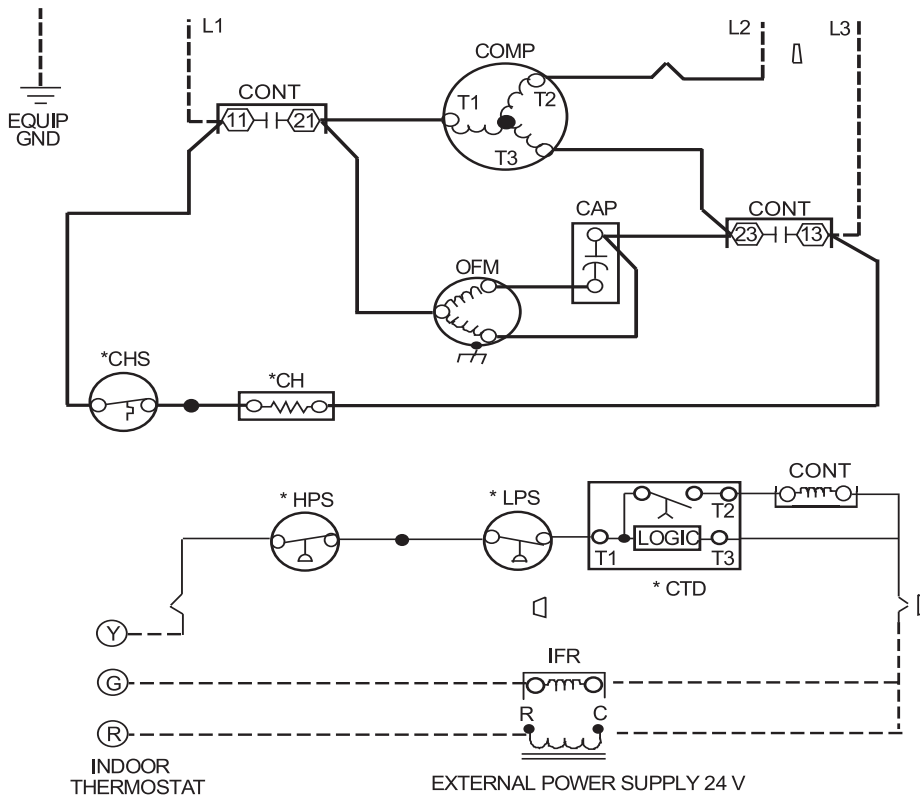 L1
L2
L3
COMP
CONT
T1
T2
11
21
EQUIP
GND
T3
CAP
CONT
23
13
OFM
*CHS
*CH
CONT
* HPS
* LPS
T2
LOGIC
T1
T3
* CTD
Y
IFR
G
R
C
R
INDOOR
THERMOSTAT
EXTERNAL POWER SUPPLY 24 V